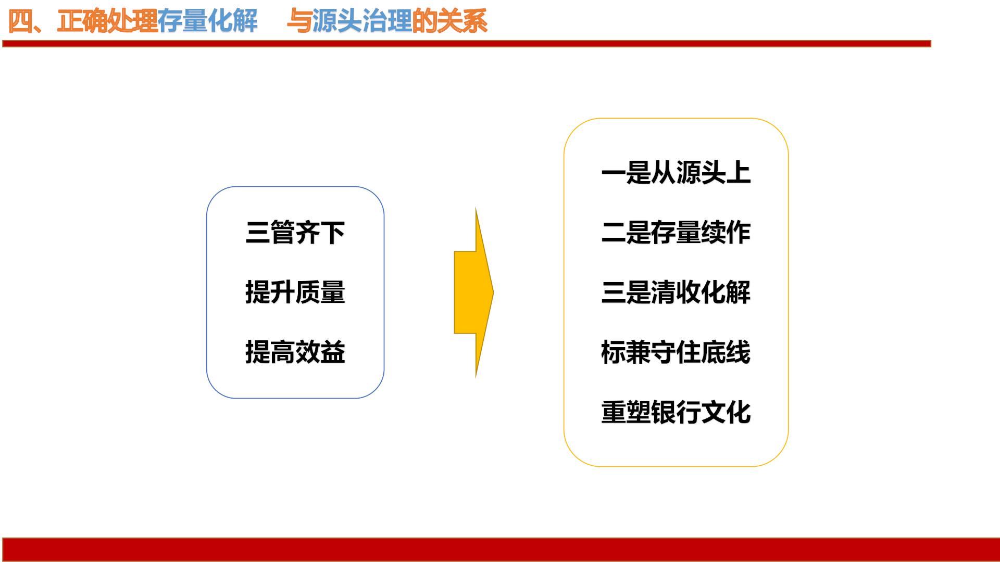 四、正确处理存量化解 与源头治理的关系
三管齐下
提升质量
提高效益
一是从源头上
二是存量续作
三是清收化解
标兼守住底线
重塑银行文化